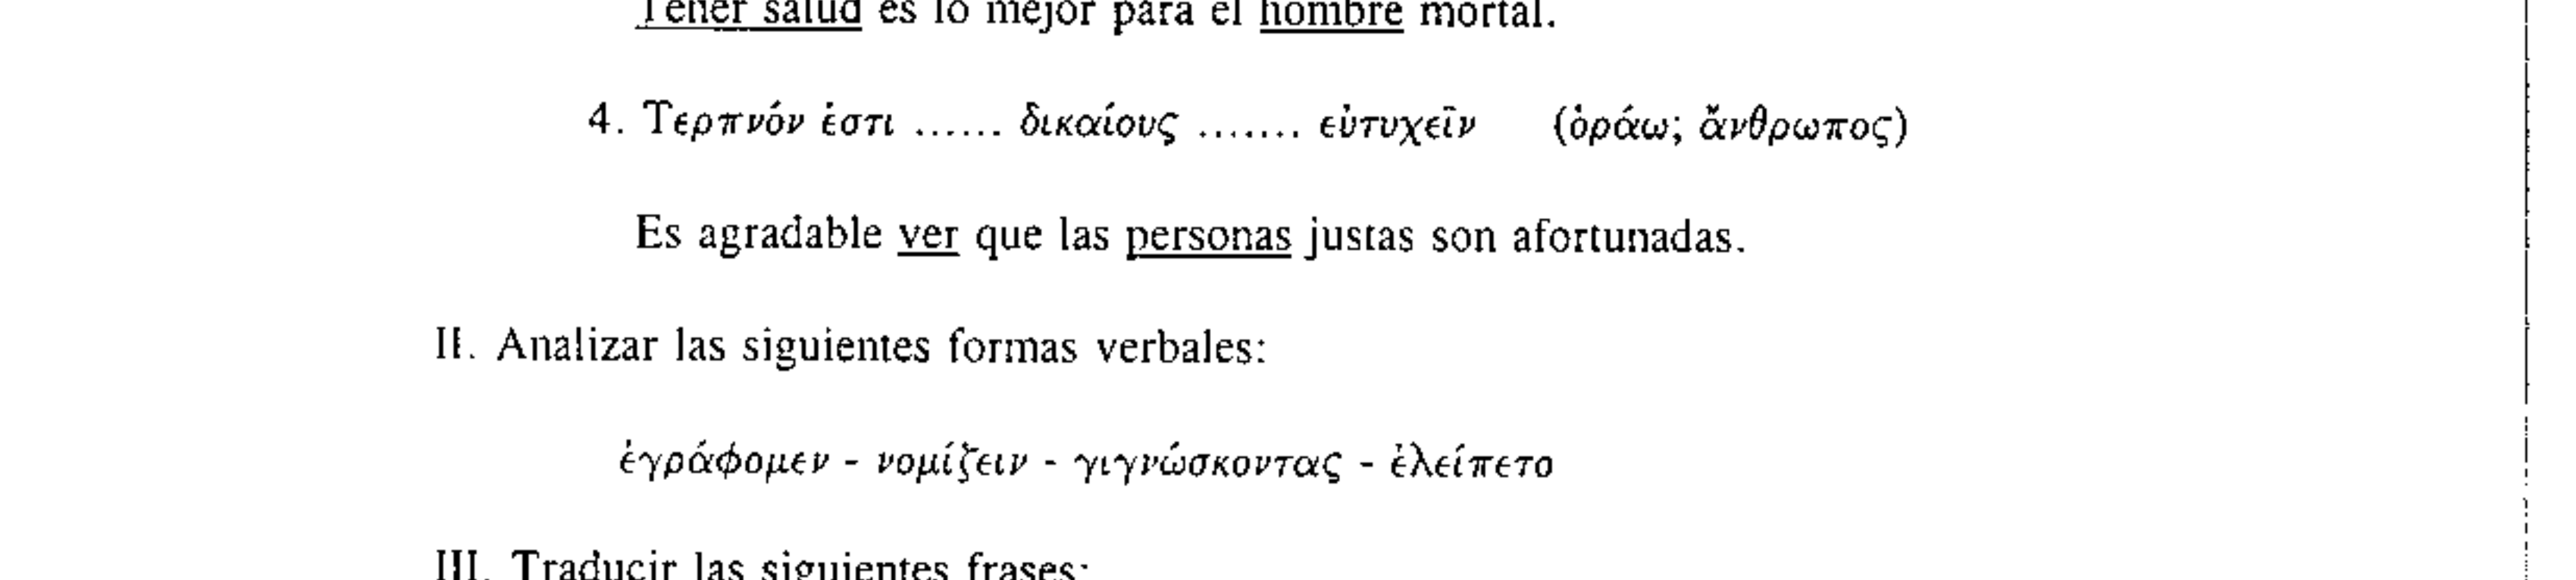 Tener salud es lo mejor para el hombre mortal.
4. Τερπνόν ἐστι ...... δικαίους ....... εὐτυχεῖν (ὁράω; ἄνθρωπος)
Es agradable ver que las personas justas son afortunadas.
II. Analizar las siguientes formas verbales:
ἐγράφομεν - νομίζειν - γιγνώσκοντας - ἐλείπετο
III. Traducir las siguientes frases: